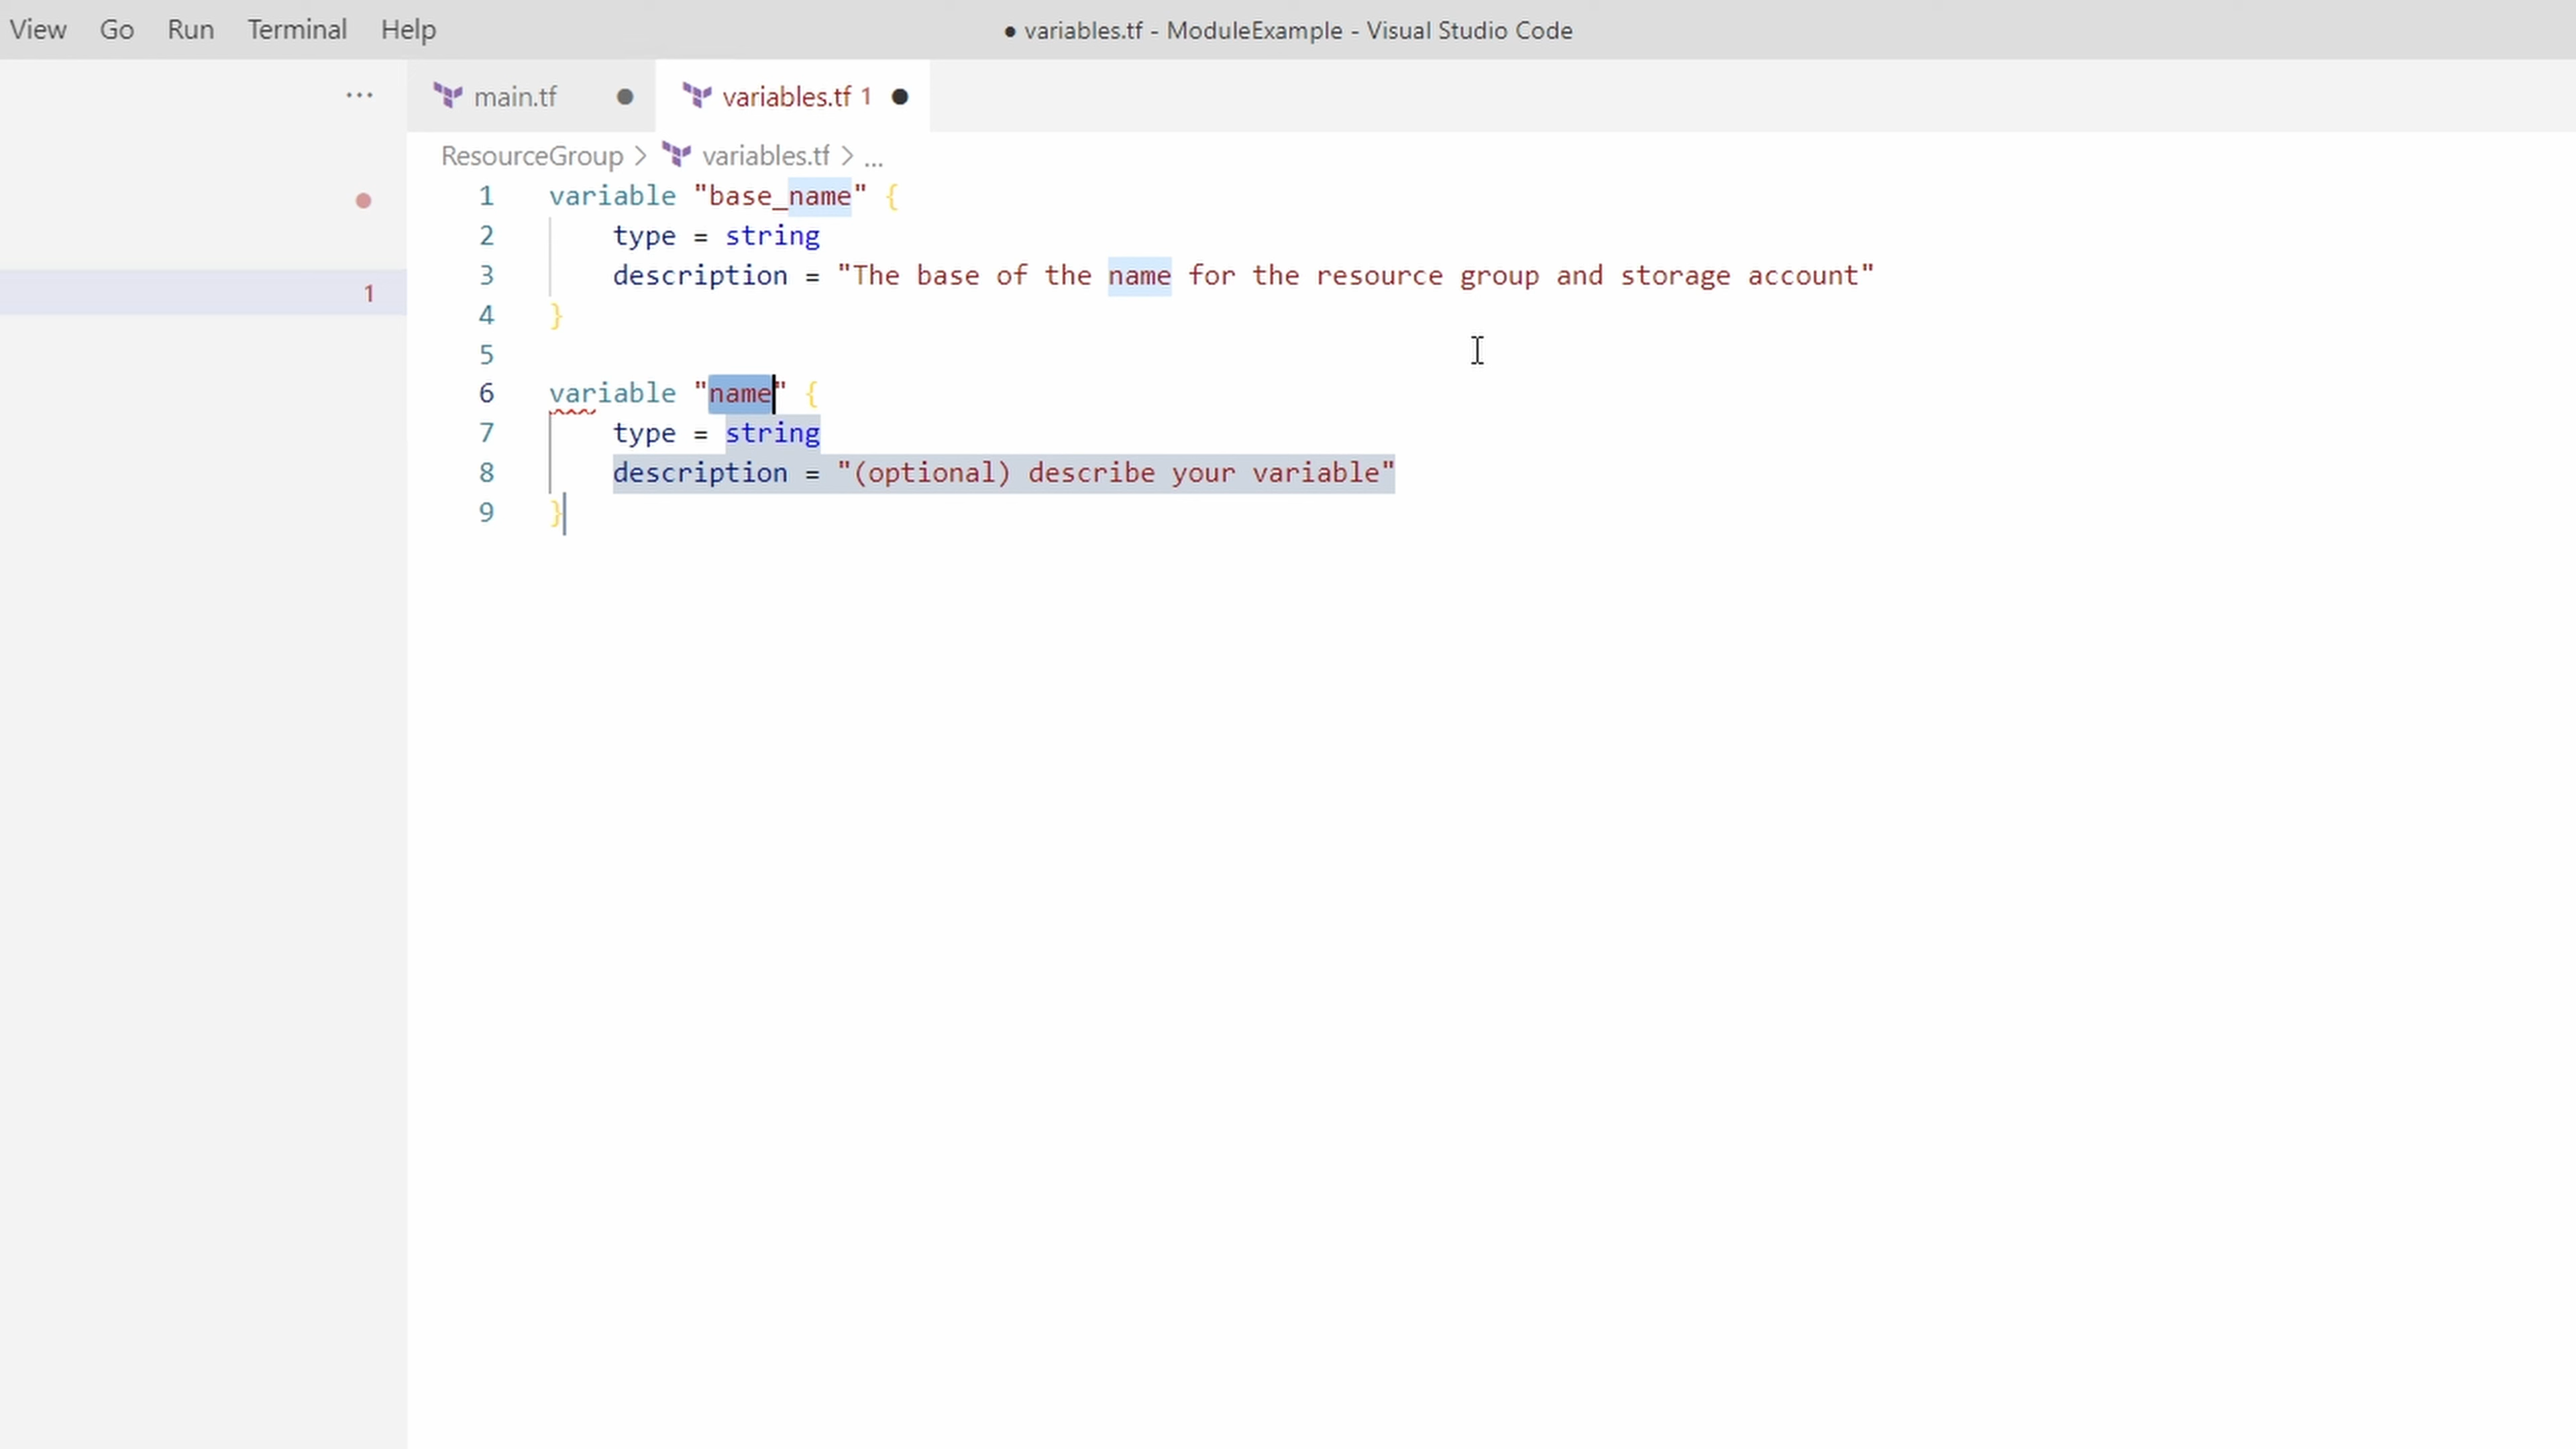 View Go Run Terminal Help ● variables.tf - ModuleExample - Visual Studio Code
... main.tf ● variables.tf 1 ●
ResourceGroup > variables.tf > ...
1 variable "base_name" {
2 type = string
3 description = "The base of the name for the resource group and storage account"
4 }
5
1
6 variable "name" {
7 type = string
8 description = "(optional) describe your variable"
9 }